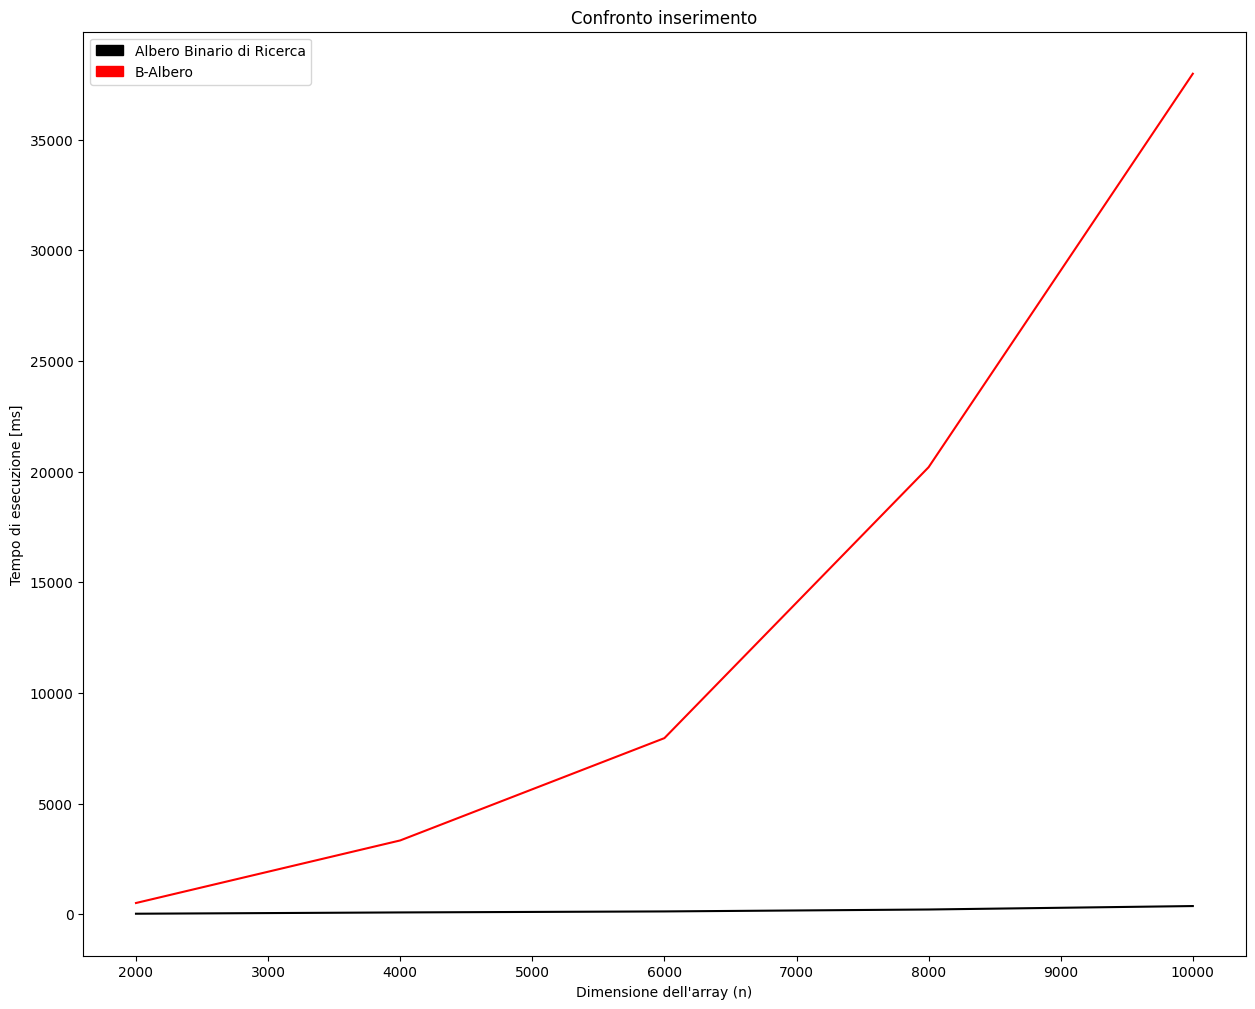 Confronto inserimento
Albero Binario di Ricerca
B-Albero
Tempo di esecuzione [ms]
35000
30000
25000
20000
15000
10000
5000
0
2000 3000 4000 5000 6000 7000 8000 9000 10000
Dimensione dell'array (n)